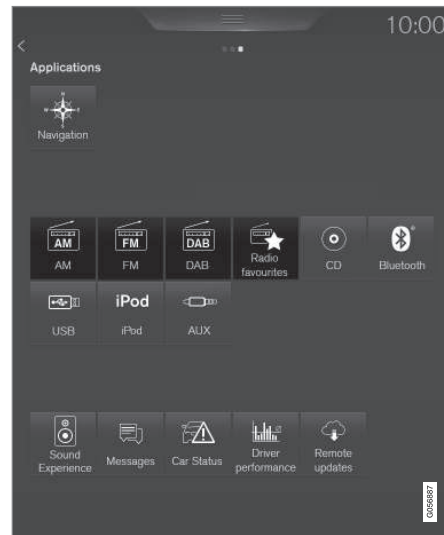 10:00
Applications
N
W E
S
Navigation
AM FM DAB
AM FM DAB Radio favourites CD Bluetooth
iPod
USB iPod AUX
Sound Experience Messages Car Status Driver performance Remote updates
G056887